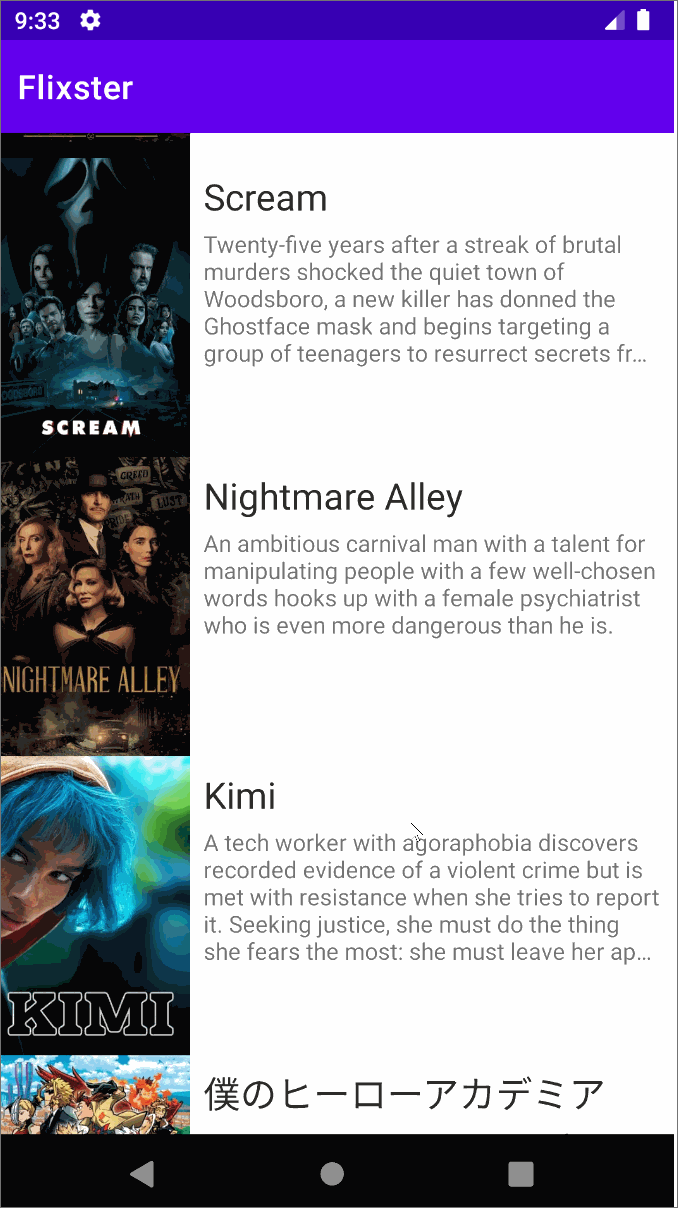 9:33
Flixster
Scream
Twenty-five years after a streak of brutal
murders shocked the quiet town of
Woodsboro, a new killer has donned the
Ghostface mask and begins targeting a
group of teenagers to resurrect secrets fr…
SCREAM
GREED
WRATH
LUST
PRIDE
Nightmare Alley
An ambitious carnival man with a talent for
manipulating people with a few well-chosen
words hooks up with a female psychiatrist
who is even more dangerous than he is.
NIGHTMARE ALLEY
Kimi
A tech worker with agoraphobia discovers
recorded evidence of a violent crime but is
met with resistance when she tries to report
it. Seeking justice, she must do the thing
she fears the most: she must leave her ap…
KIMI
僕のヒーローアカデミア